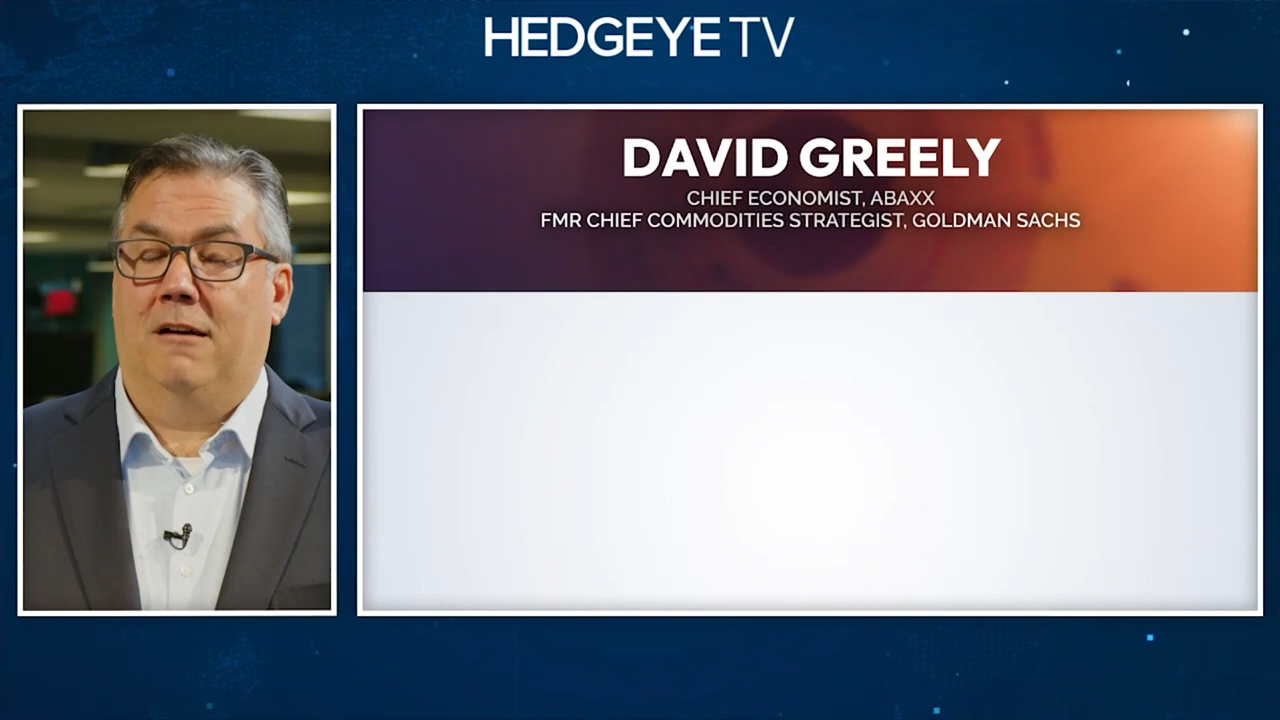 HEDGEYE TV
DAVID GREELY
CHIEF ECONOMIST, ABAXX
FMR CHIEF COMMODITIES STRATEGIST, GOLDMAN SACHS